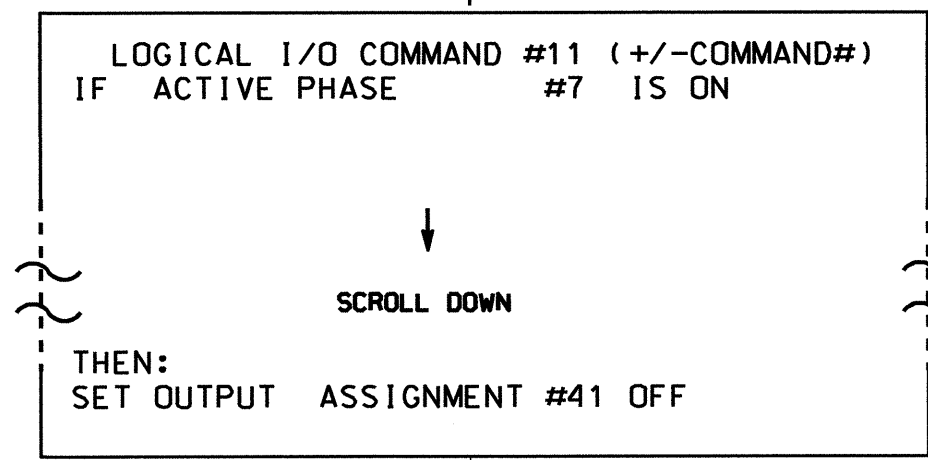 LOGICAL I/O COMMAND #11 (+/-COMMAND#)
IF ACTIVE PHASE #7 IS ON
SCROLL DOWN
THEN:
SET OUTPUT ASSIGNMENT #41 OFF